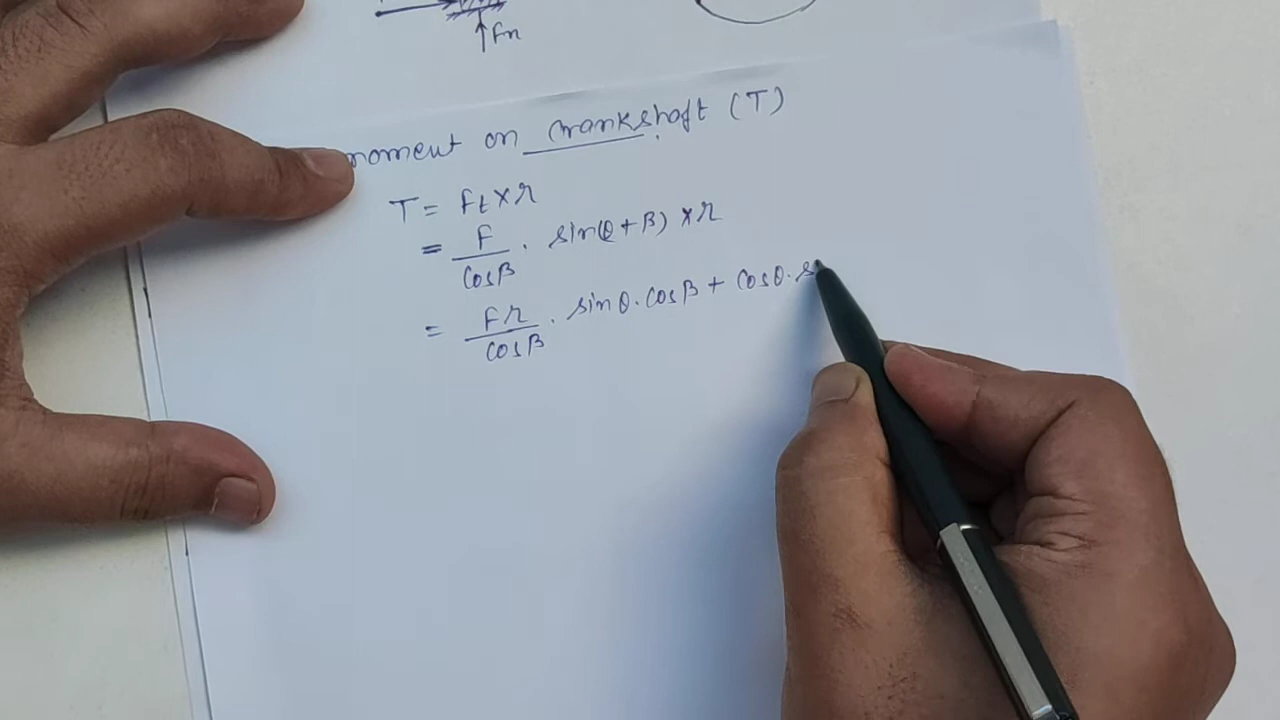 Fn
moment on crankshaft (T)
T = Ft × r
= F/cosβ . sin(θ+β) × r
= Fr/cosβ . sinθ.cosβ + cosθ.s